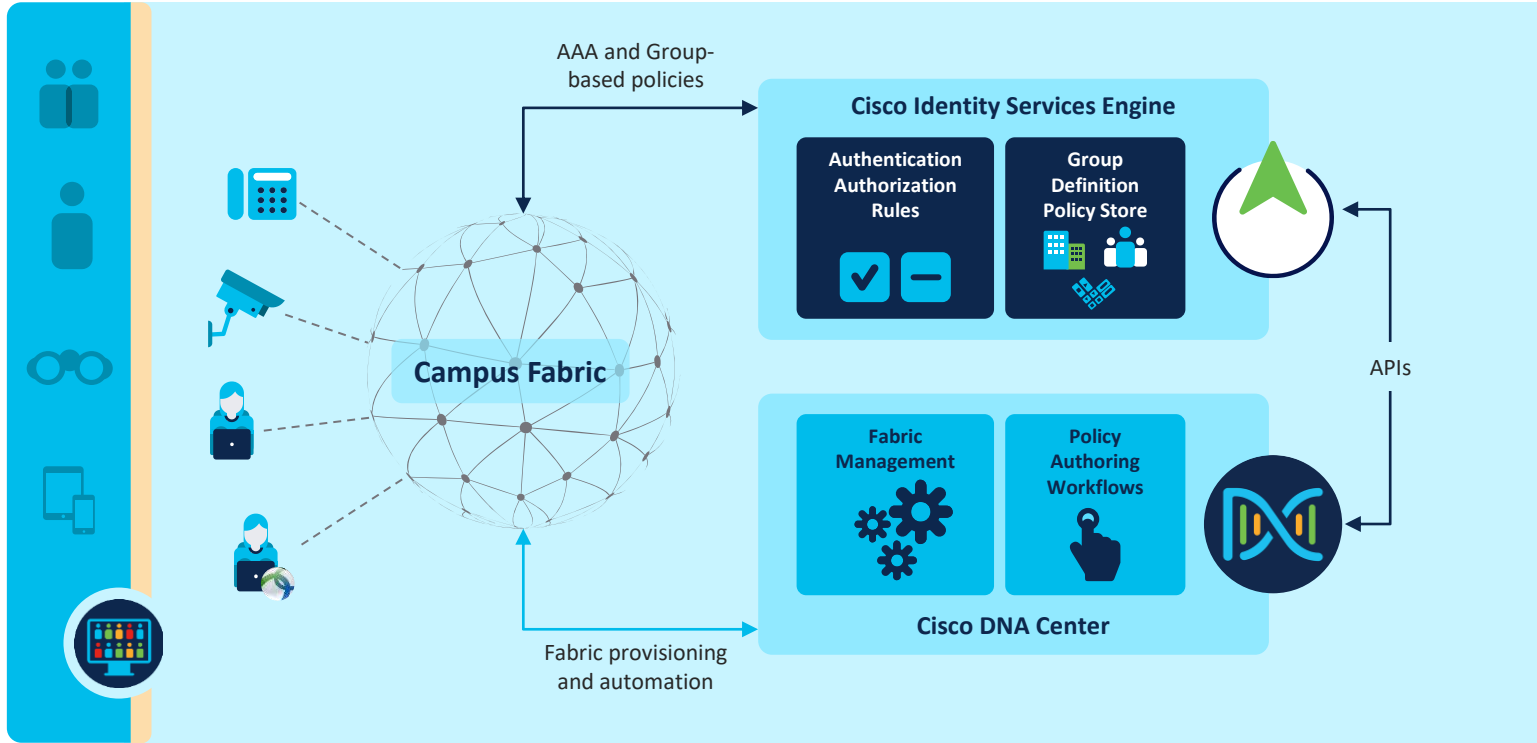 AAA and Group-
based policies
Cisco Identity Services Engine
Authentication
Authorization
Rules
Group
Definition
Policy Store
Campus Fabric
APIs
Fabric
Management
Policy
Authoring
Workflows
Cisco DNA Center
Fabric provisioning
and automation